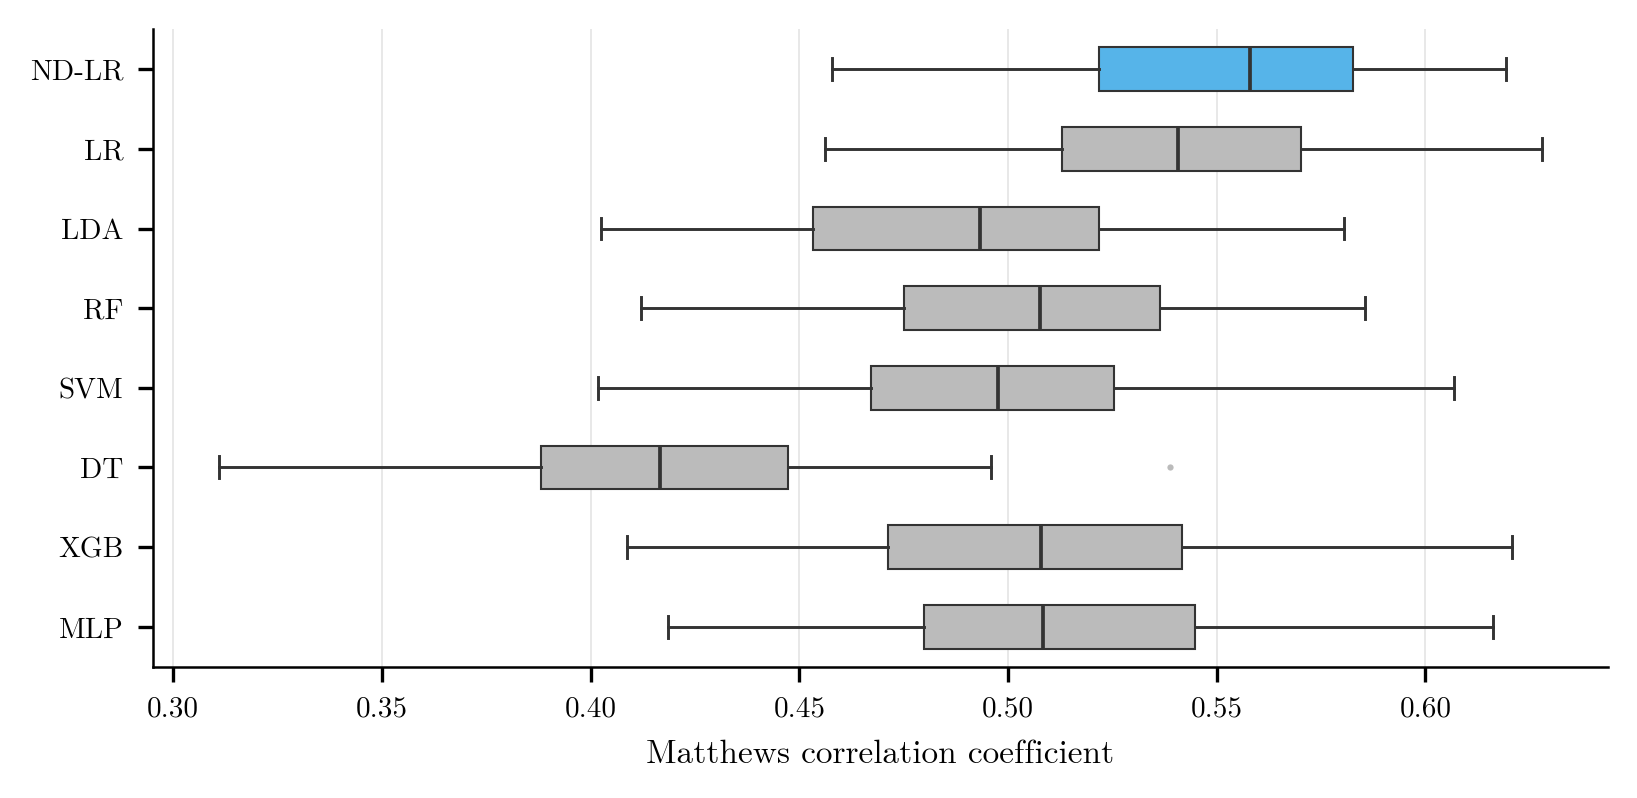 ND-LR
LR
LDA
RF
SVM
DT
XGB
MLP
0.30 0.35 0.40 0.45 0.50 0.55 0.60
Matthews correlation coefficient